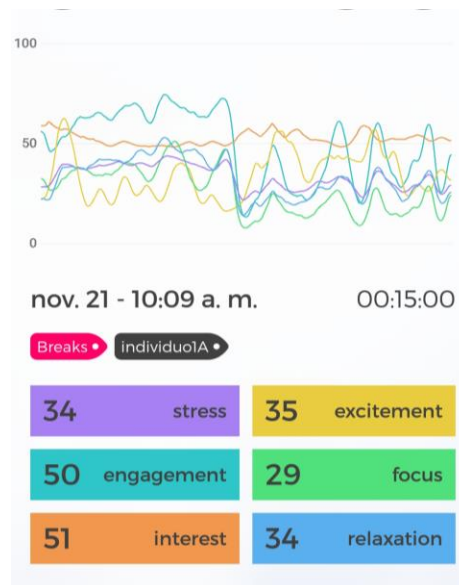 100
50
0
nov. 21 - 10:09 a. m. 00:15:00
Breaks individuo1A
34 stress 35 excitement
50 engagement 29 focus
51 interest 34 relaxation